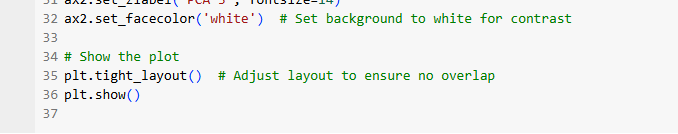 31 ax2.set_zlabel('PCA 3', fontsize=14)
32 ax2.set_facecolor('white')  # Set background to white for contrast
33
34 # Show the plot
35 plt.tight_layout()  # Adjust layout to ensure no overlap
36 plt.show()
37